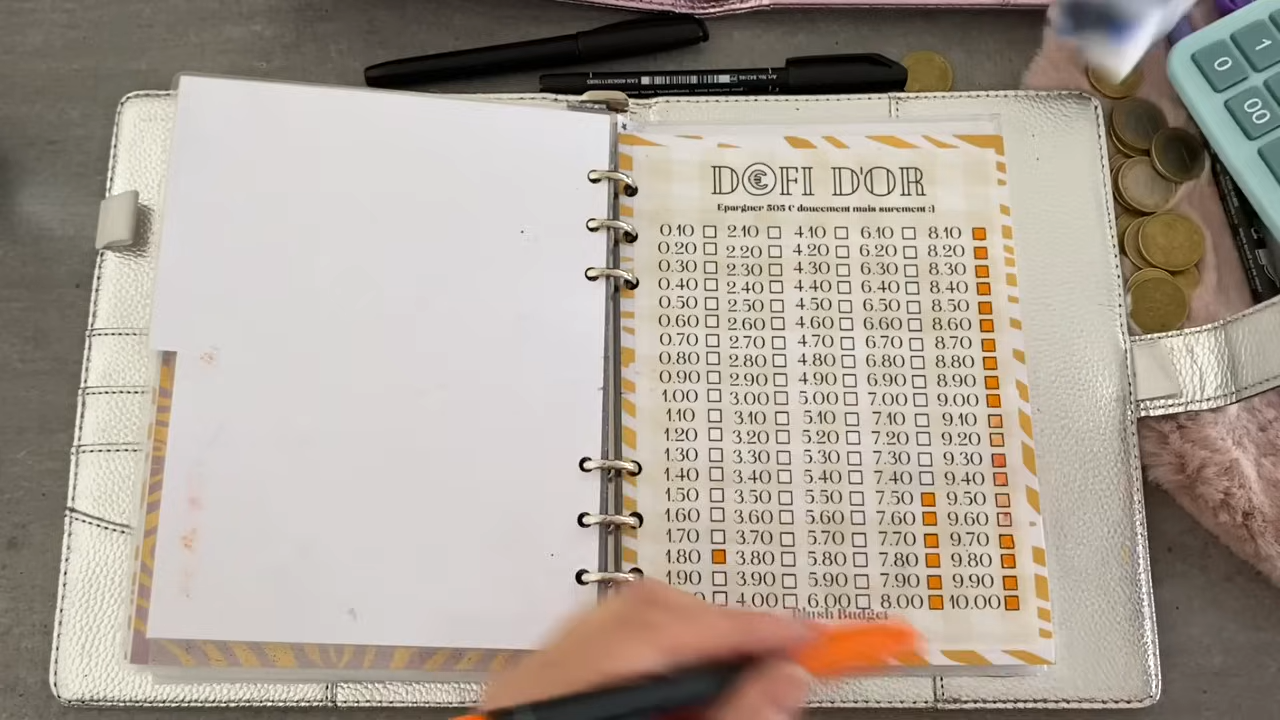 D€FI D'OR
Epargner 505 € doucement mais surement :)
0.10 2.10 4.10 6.10 8.10
0.20 2.20 4.20 6.20 8.20
0.30 2.30 4.30 6.30 8.30
0.40 2.40 4.40 6.40 8.40
0.50 2.50 4.50 6.50 8.50
0.60 2.60 4.60 6.60 8.60
0.70 2.70 4.70 6.70 8.70
0.80 2.80 4.80 6.80 8.80
0.90 2.90 4.90 6.90 8.90
1.00 3.00 5.00 7.00 9.00
1.10 3.10 5.10 7.10 9.10
1.20 3.20 5.20 7.20 9.20
1.30 3.30 5.30 7.30 9.30
1.40 3.40 5.40 7.40 9.40
1.50 3.50 5.50 7.50 9.50
1.60 3.60 5.60 7.60 9.60
1.70 3.70 5.70 7.70 9.70
1.80 3.80 5.80 7.80 9.80
1.90 3.90 5.90 7.90 9.90
4.00 6.00 8.00 10.00
Blush Budget
0
1
00